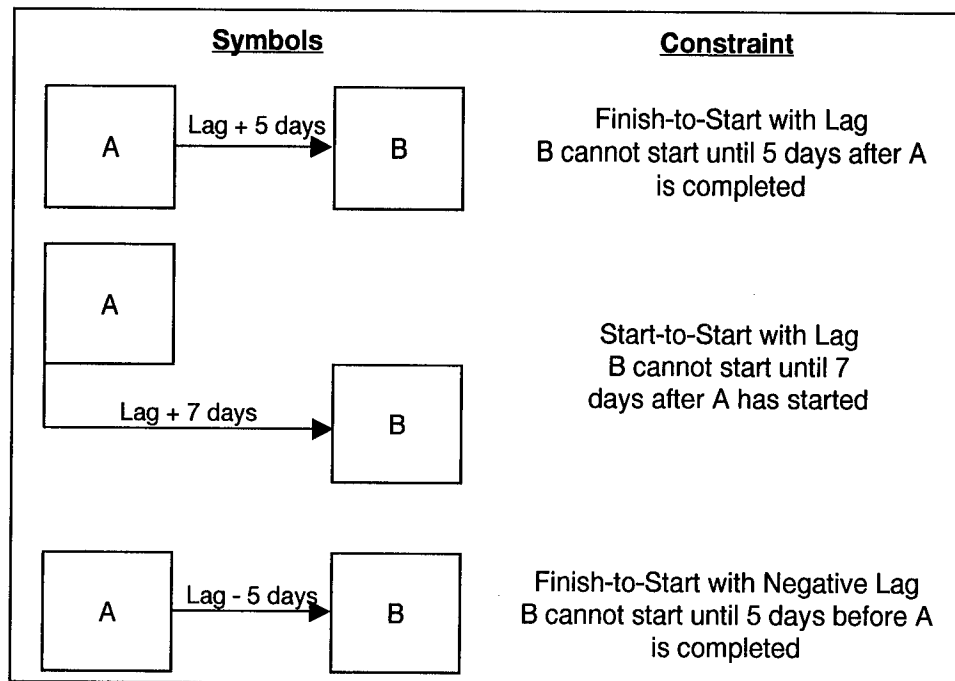 Symbols
Constraint
A
Lag + 5 days
B
Finish-to-Start with Lag
B cannot start until 5 days after A
is completed
A
Lag + 7 days
B
Start-to-Start with Lag
B cannot start until 7
days after A has started
A
Lag - 5 days
B
Finish-to-Start with Negative Lag
B cannot start until 5 days before A
is completed